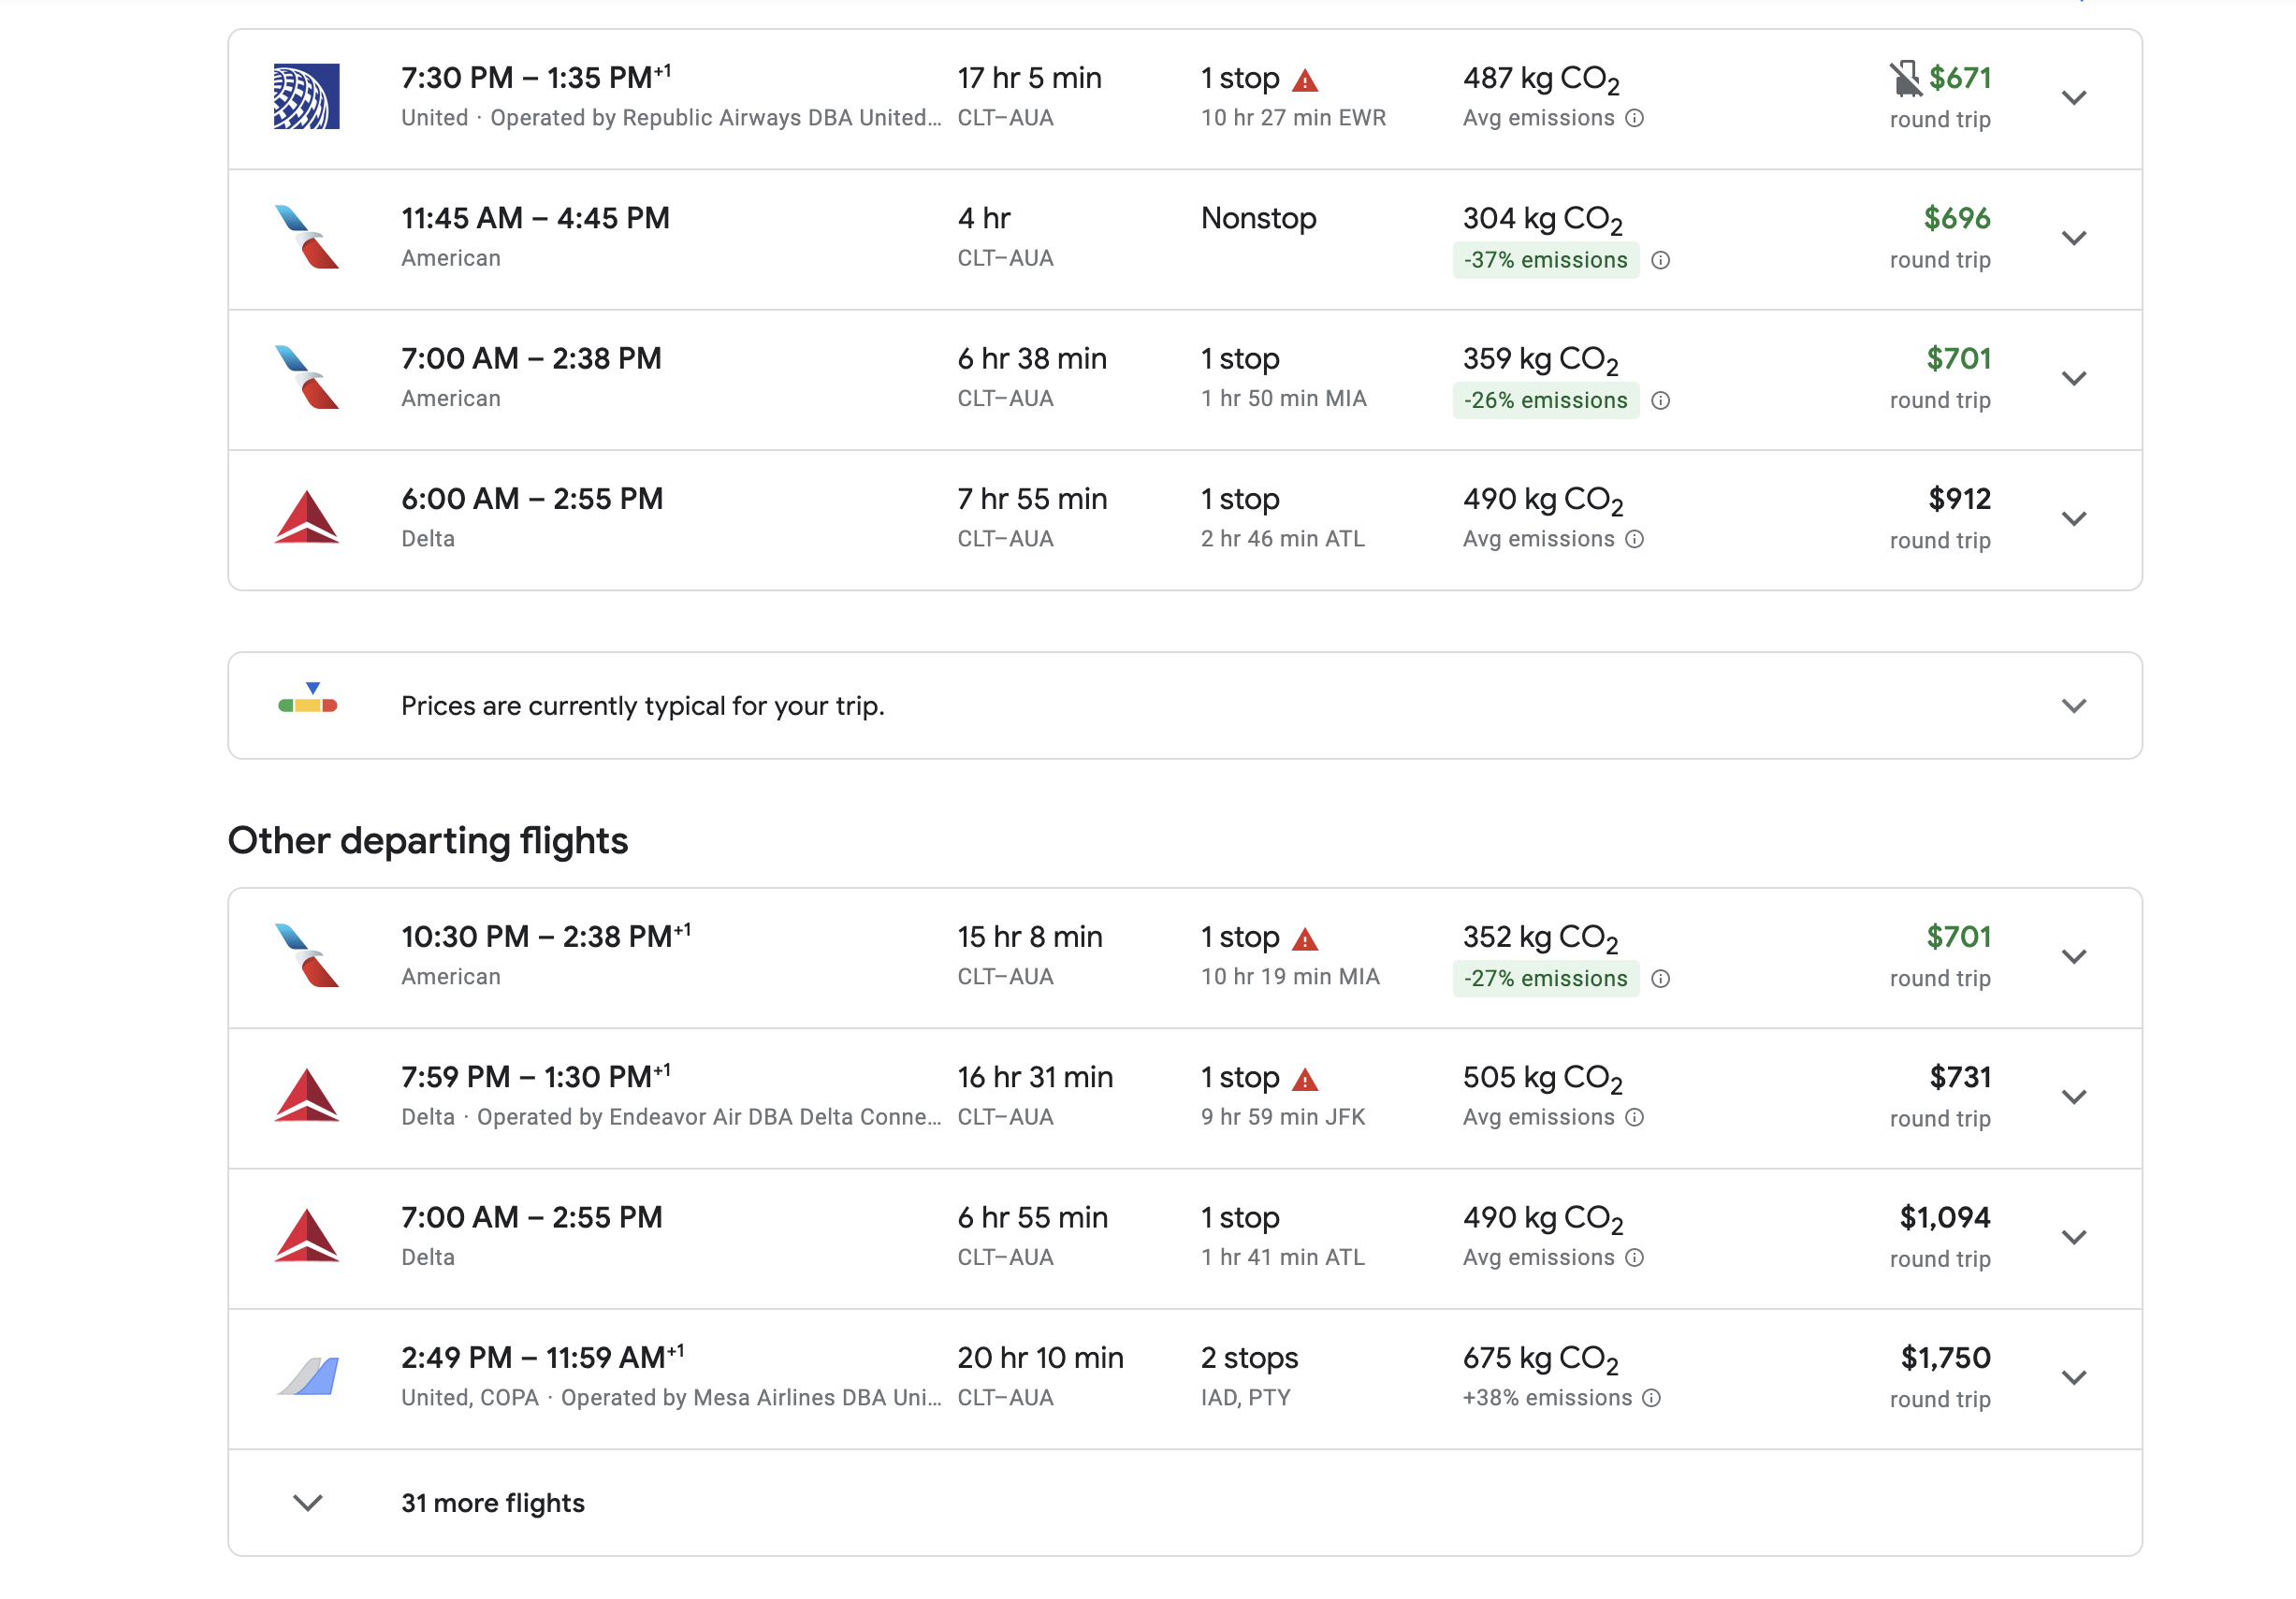 7:30 PM – 1:35 PM+1 17 hr 5 min 1 stop 487 kg CO2 $671
United · Operated by Republic Airways DBA United... CLT–AUA 10 hr 27 min EWR Avg emissions round trip
11:45 AM – 4:45 PM 4 hr Nonstop 304 kg CO2 $696
American CLT–AUA -37% emissions round trip
7:00 AM – 2:38 PM 6 hr 38 min 1 stop 359 kg CO2 $701
American CLT–AUA 1 hr 50 min MIA -26% emissions round trip
6:00 AM – 2:55 PM 7 hr 55 min 1 stop 490 kg CO2 $912
Delta CLT–AUA 2 hr 46 min ATL Avg emissions round trip
Prices are currently typical for your trip.
Other departing flights
10:30 PM – 2:38 PM+1 15 hr 8 min 1 stop 352 kg CO2 $701
American CLT–AUA 10 hr 19 min MIA -27% emissions round trip
7:59 PM – 1:30 PM+1 16 hr 31 min 1 stop 505 kg CO2 $731
Delta · Operated by Endeavor Air DBA Delta Conne... CLT–AUA 9 hr 59 min JFK Avg emissions round trip
7:00 AM – 2:55 PM 6 hr 55 min 1 stop 490 kg CO2 $1,094
Delta CLT–AUA 1 hr 41 min ATL Avg emissions round trip
2:49 PM – 11:59 AM+1 20 hr 10 min 2 stops 675 kg CO2 $1,750
United, COPA · Operated by Mesa Airlines DBA Uni... CLT–AUA IAD, PTY +38% emissions round trip
31 more flights